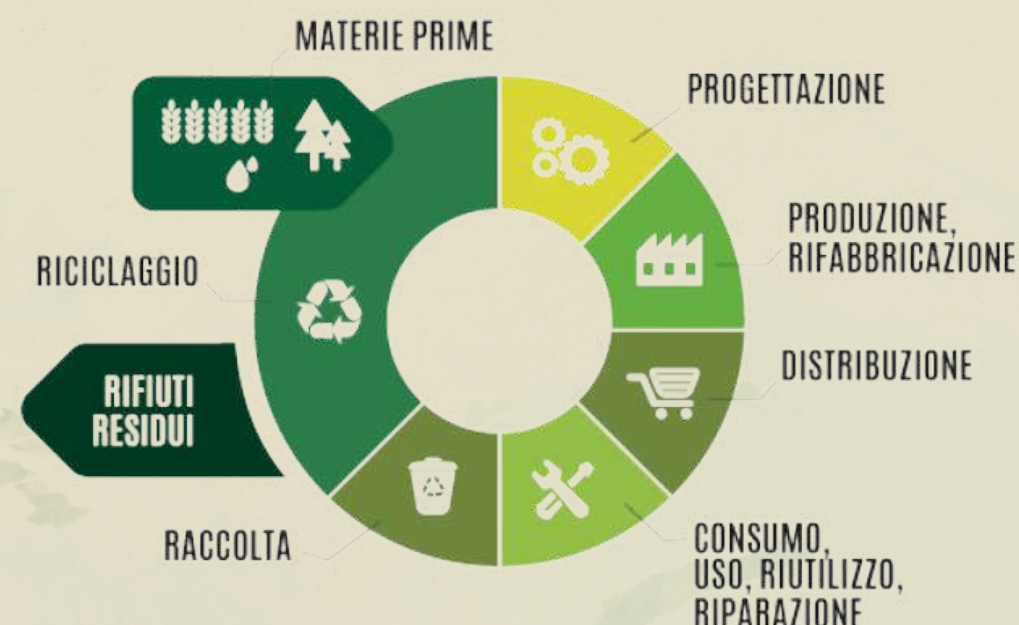 MATERIE PRIME
PROGETTAZIONE
PRODUZIONE,
RIFABBRICAZIONE
DISTRIBUZIONE
CONSUMO,
USO, RIUTILIZZO,
RIPARAZIONE
RACCOLTA
RIFIUTI
RESIDUI
RICICLAGGIO